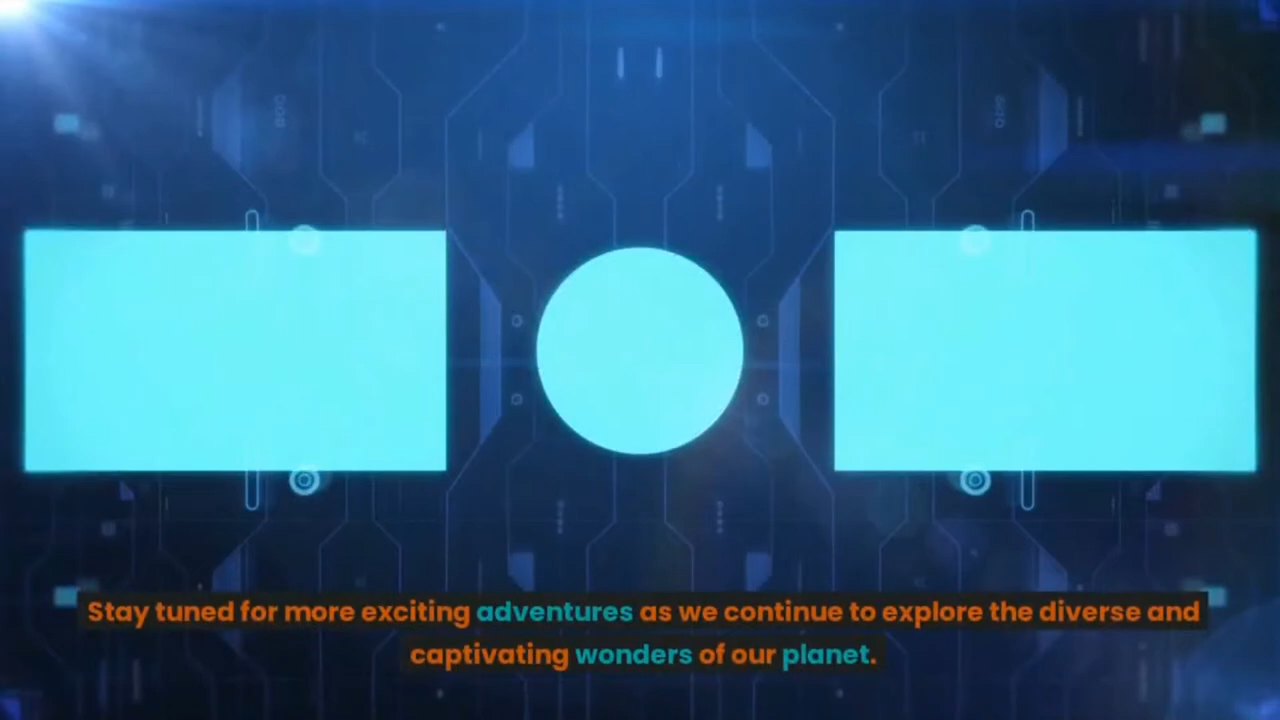 Stay tuned for more exciting adventures as we continue to explore the diverse and
captivating wonders of our planet.